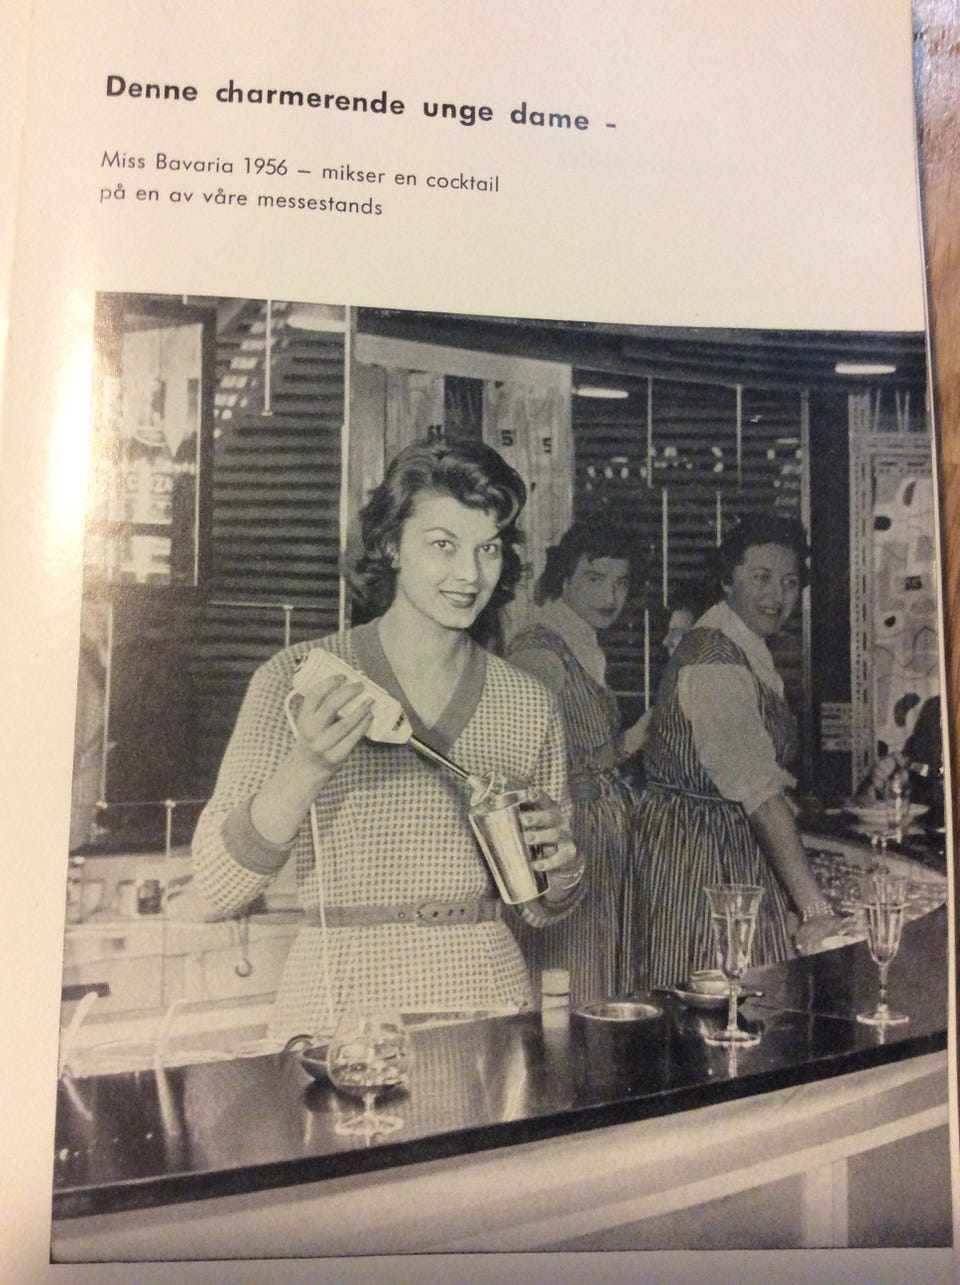 Denne charmerende unge dame –
Miss Bavaria 1956 – mikser en cocktail
på en av våre messestands